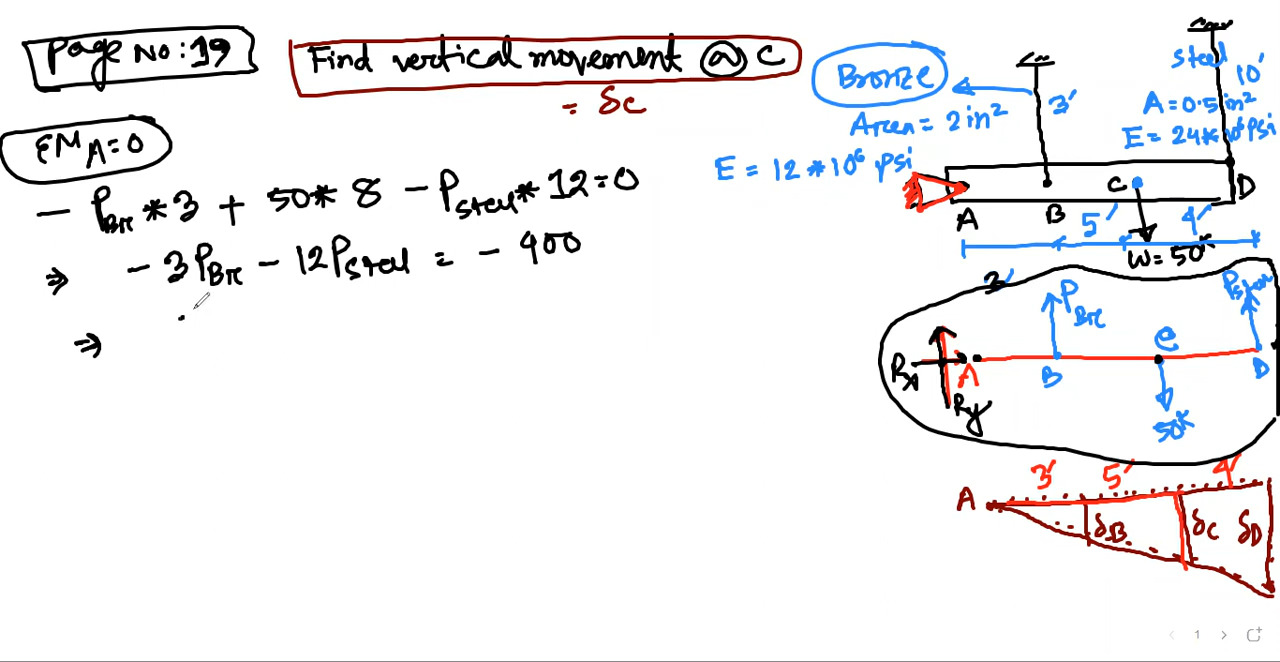 Page No: 19
Find vertical movement @ C
= δc
ΣM A=0
- PBr * 3 + 50 * 8 - Psteel * 12 = 0
⇒ - 3PBr - 12Psteel = - 400
⇒
Bronze
Area = 2 in²
E = 12 * 10⁶ psi
3'
steel
10'
A = 0.5 in²
E = 24 * 10⁶ psi
A B C D
5' 4'
W = 50ᵏ
3'
PBr
Psteel
RA A B C D
Ry
50ᵏ
3' 5' 4'
A δB δC δD
1